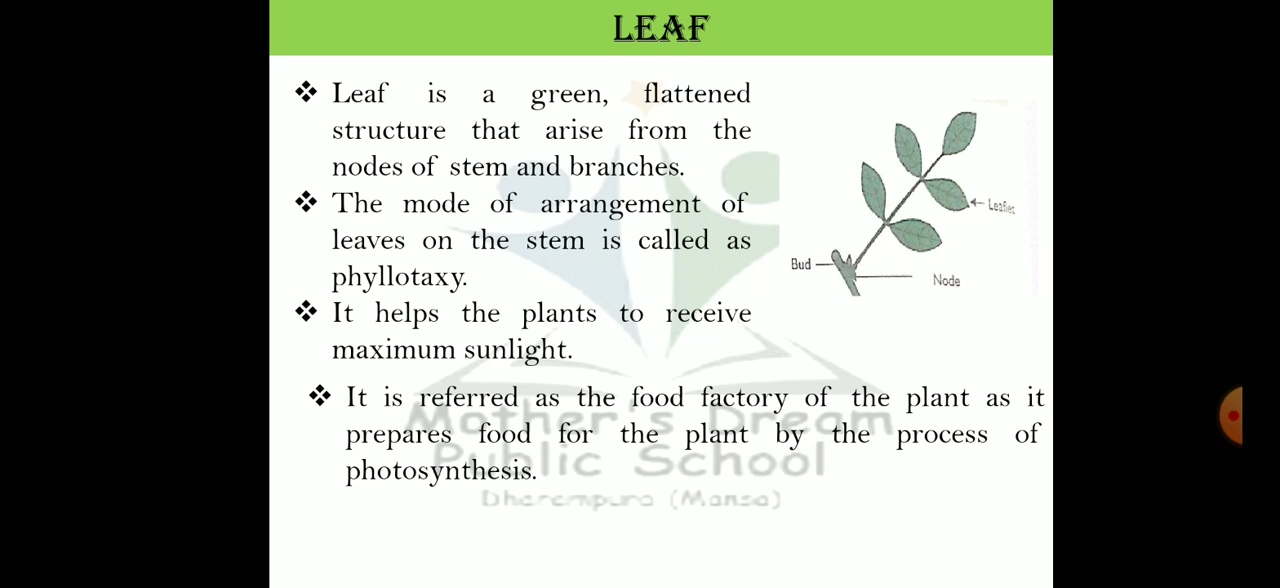 LEAF
❖ Leaf is a green, flattened
structure that arise from the
nodes of stem and branches.
❖ The mode of arrangement of
leaves on the stem is called as
phyllotaxy.
❖ It helps the plants to receive
maximum sunlight.
Leaflet
Bud
Node
❖ It is referred as the food factory of the plant as it
prepares food for the plant by the process of
photosynthesis.
Mother's Dream
Public School
Dharampura (Mansa)